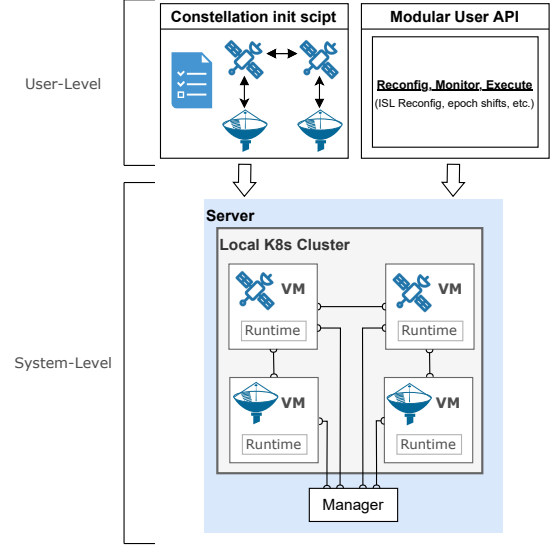 Constellation init scipt
Modular User API
User-Level
Reconfig, Monitor, Execute
(ISL Reconfig, epoch shifts, etc.)
Server
Local K8s Cluster
VM
VM
Runtime
Runtime
System-Level
VM
VM
Runtime
Runtime
Manager